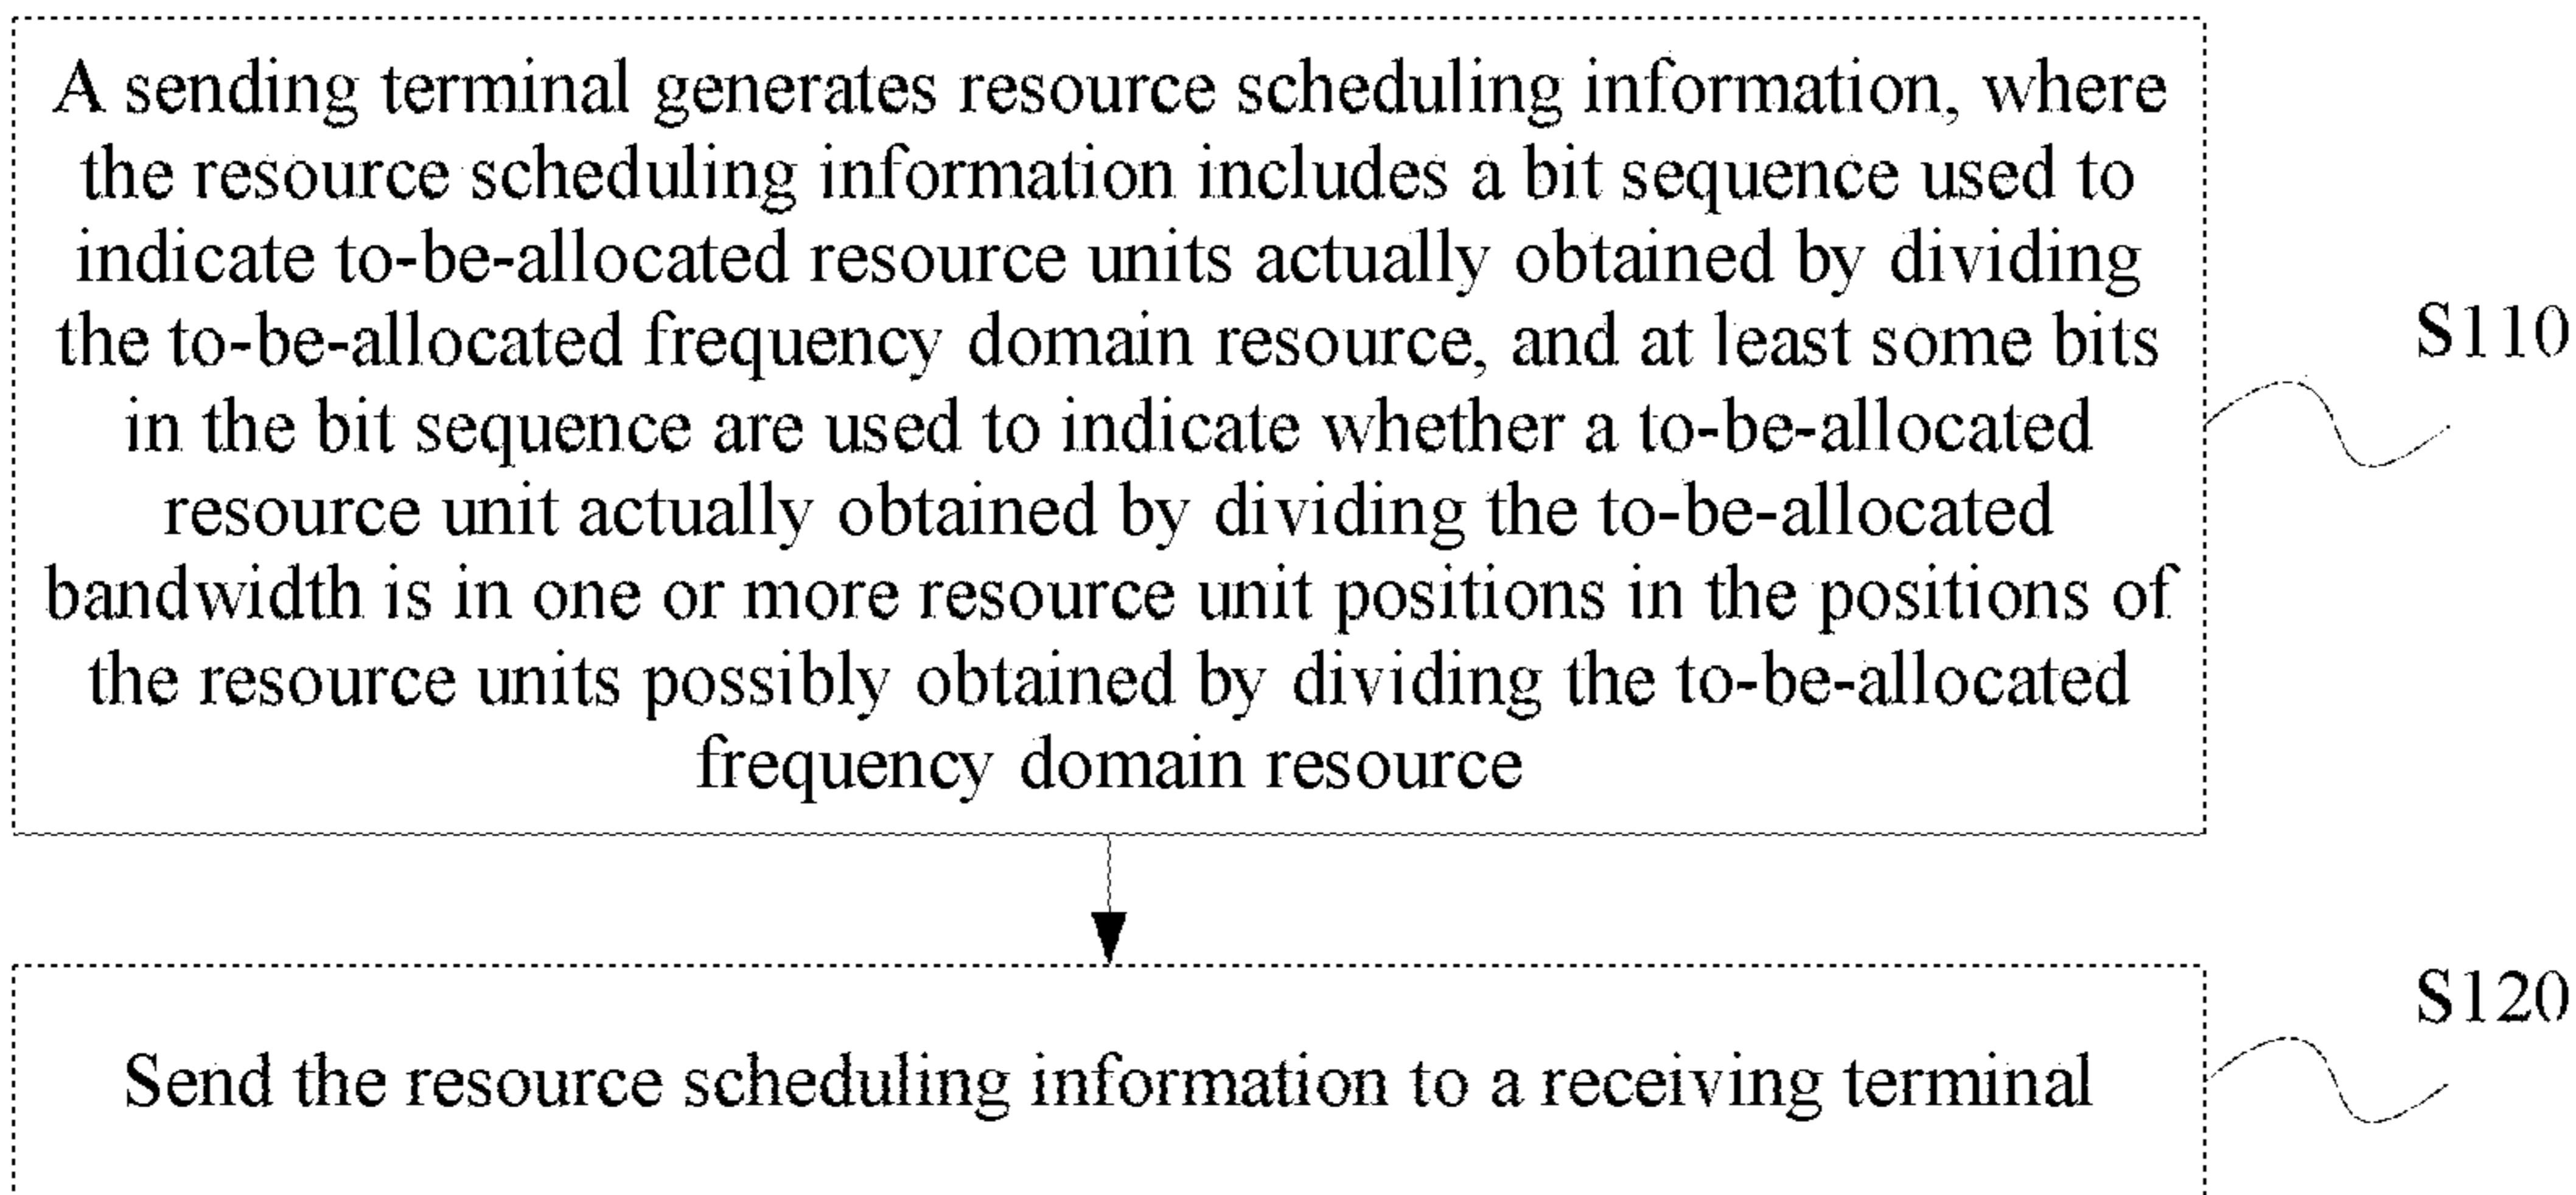 A sending terminal generates resource scheduling information, where
the resource scheduling information includes a bit sequence used to
indicate to-be-allocated resource units actually obtained by dividing
the to-be-allocated frequency domain resource, and at least some bits
in the bit sequence are used to indicate whether a to-be-allocated
resource unit actually obtained by dividing the to-be-allocated
bandwidth is in one or more resource unit positions in the positions of
the resource units possibly obtained by dividing the to-be-allocated
frequency domain resource
S110
Send the resource scheduling information to a receiving terminal
S120